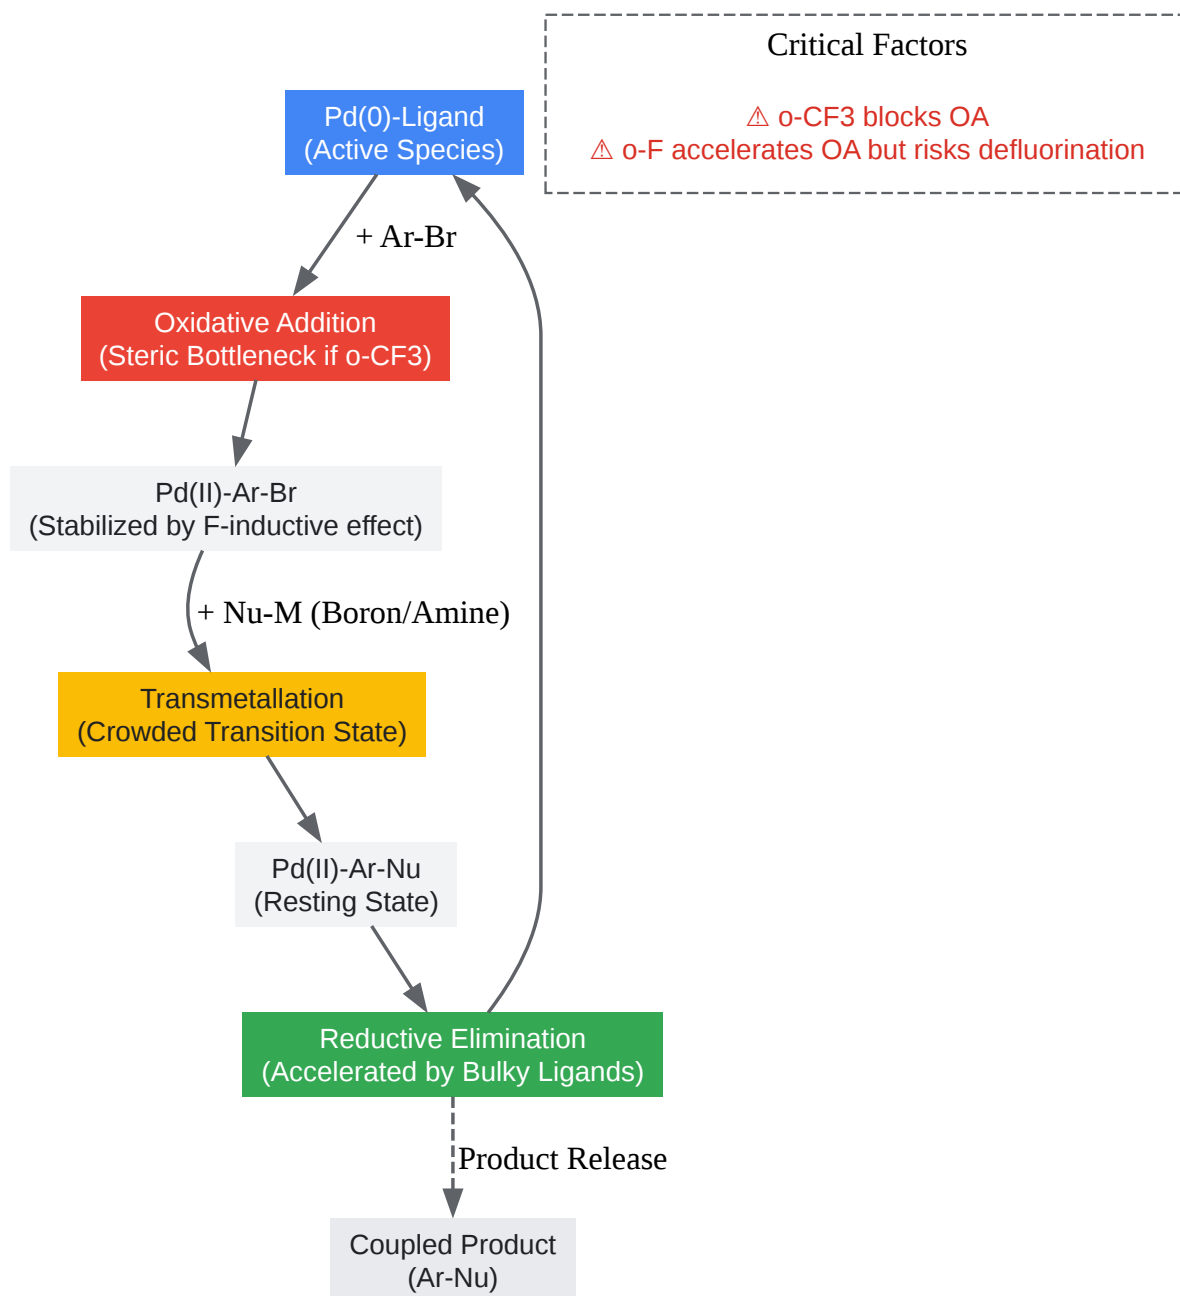 Critical Factors
⚠ o-CF3 blocks OA
⚠ o-F accelerates OA but risks defluorination
Pd(0)-Ligand
(Active Species)
+ Ar-Br
Oxidative Addition
(Steric Bottleneck if o-CF3)
Pd(II)-Ar-Br
(Stabilized by F-inductive effect)
+ Nu-M (Boron/Amine)
Transmetallation
(Crowded Transition State)
Pd(II)-Ar-Nu
(Resting State)
Reductive Elimination
(Accelerated by Bulky Ligands)
Product Release
Coupled Product
(Ar-Nu)